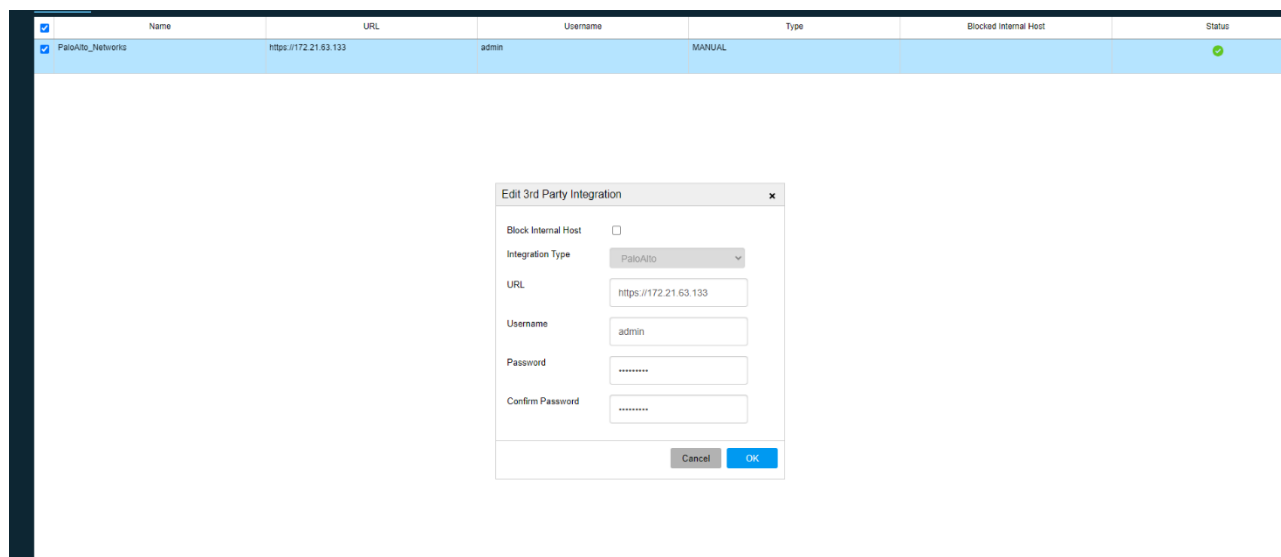 Name URL Username Type Blocked Internal Host Status
PaloAlto_Networks https://172.21.63.133 admin MANUAL
Edit 3rd Party Integration x
Block Internal Host
Integration Type PaloAlto
URL https://172.21.63.133
Username admin
Password •••••••••
Confirm Password •••••••••
Cancel OK